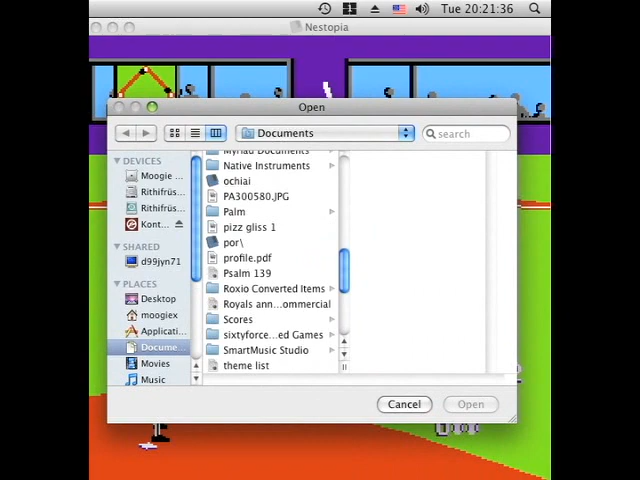 Tue 20:21:36
Nestopia
Open
Documents
search
DEVICES
Moogie ...
Rithifrüs...
Rithifrüs...
Kont...
SHARED
d99jyn71
PLACES
Desktop
moogiex
Applicati...
Docume...
Movies
Music
Myriad Documents
Native Instruments
ochiai
PA300580.JPG
Palm
pizz gliss 1
por\
profile.pdf
Psalm 139
Roxio Converted Items
Royals ann...ommercial
Scores
sixtyforce...ed Games
SmartMusic Studio
theme list
Cancel
Open